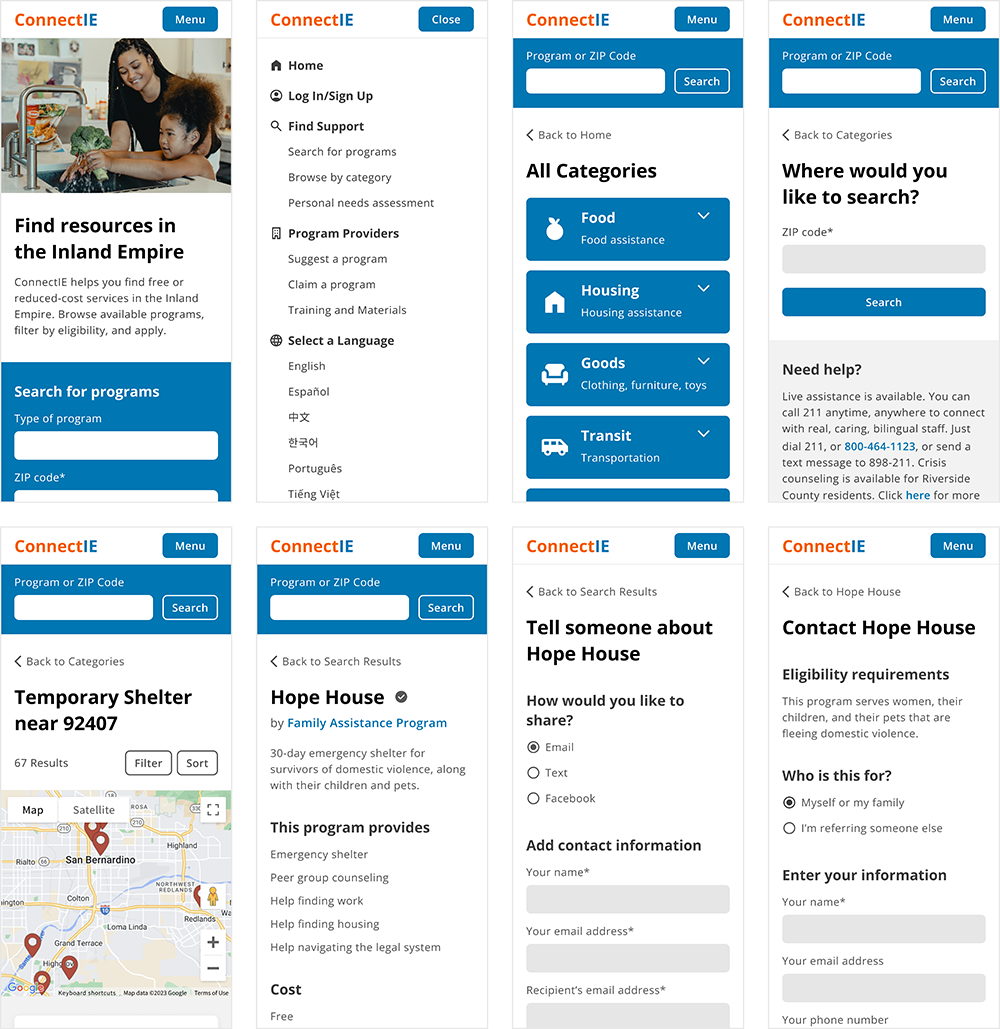 ConnectIE
Menu
Find resources in
the Inland Empire
ConnectIE helps you find free or
reduced-cost services in the Inland
Empire. Browse available programs,
filter by eligibility, and apply.
Search for programs
Type of program
ZIP code*
ConnectIE
Close
Home
Log In/Sign Up
Find Support
Search for programs
Browse by category
Personal needs assessment
Program Providers
Suggest a program
Claim a program
Training and Materials
Select a Language
English
Español
中文
한국어
Português
Tiếng Việt
ConnectIE
Menu
Program or ZIP Code
Search
Back to Home
All Categories
Food
Food assistance
Housing
Housing assistance
Goods
Clothing, furniture, toys
Transit
Transportation
ConnectIE
Menu
Program or ZIP Code
Search
Back to Categories
Where would you
like to search?
ZIP code*
Search
Need help?
Live assistance is available. You can
call 211 anytime, anywhere to connect
with real, caring, bilingual staff. Just
dial 211, or 800-464-1123, or send a
text message to 898-211. Crisis
counseling is available for Riverside
County residents. Click here for more
ConnectIE
Menu
Program or ZIP Code
Search
Back to Categories
Temporary Shelter
near 92407
67 Results
Filter
Sort
Map
Satellite
ROSA
210
210
Highland
San Bernardino
Rialto
66
NORTHWEST
REDLANDS
ington
Colton
10
Redlands
Loma Linda
Grand Terrace
Google
Keyboard shortcuts
Map data ©2023 Google
Terms of Use
ConnectIE
Menu
Program or ZIP Code
Search
Back to Search Results
Hope House
by Family Assistance Program
30-day emergency shelter for
survivors of domestic violence, along
with their children and pets.
This program provides
Emergency shelter
Peer group counseling
Help finding work
Help finding housing
Help navigating the legal system
Cost
Free
ConnectIE
Menu
Back to Search Results
Tell someone about
Hope House
How would you like to
share?
Email
Text
Facebook
Add contact information
Your name*
Your email address*
Recipient's email address*
ConnectIE
Menu
Back to Hope House
Contact Hope House
Eligibility requirements
This program serves women, their
children, and their pets that are
fleeing domestic violence.
Who is this for?
Myself or my family
I'm referring someone else
Enter your information
Your name*
Your email address
Your phone number